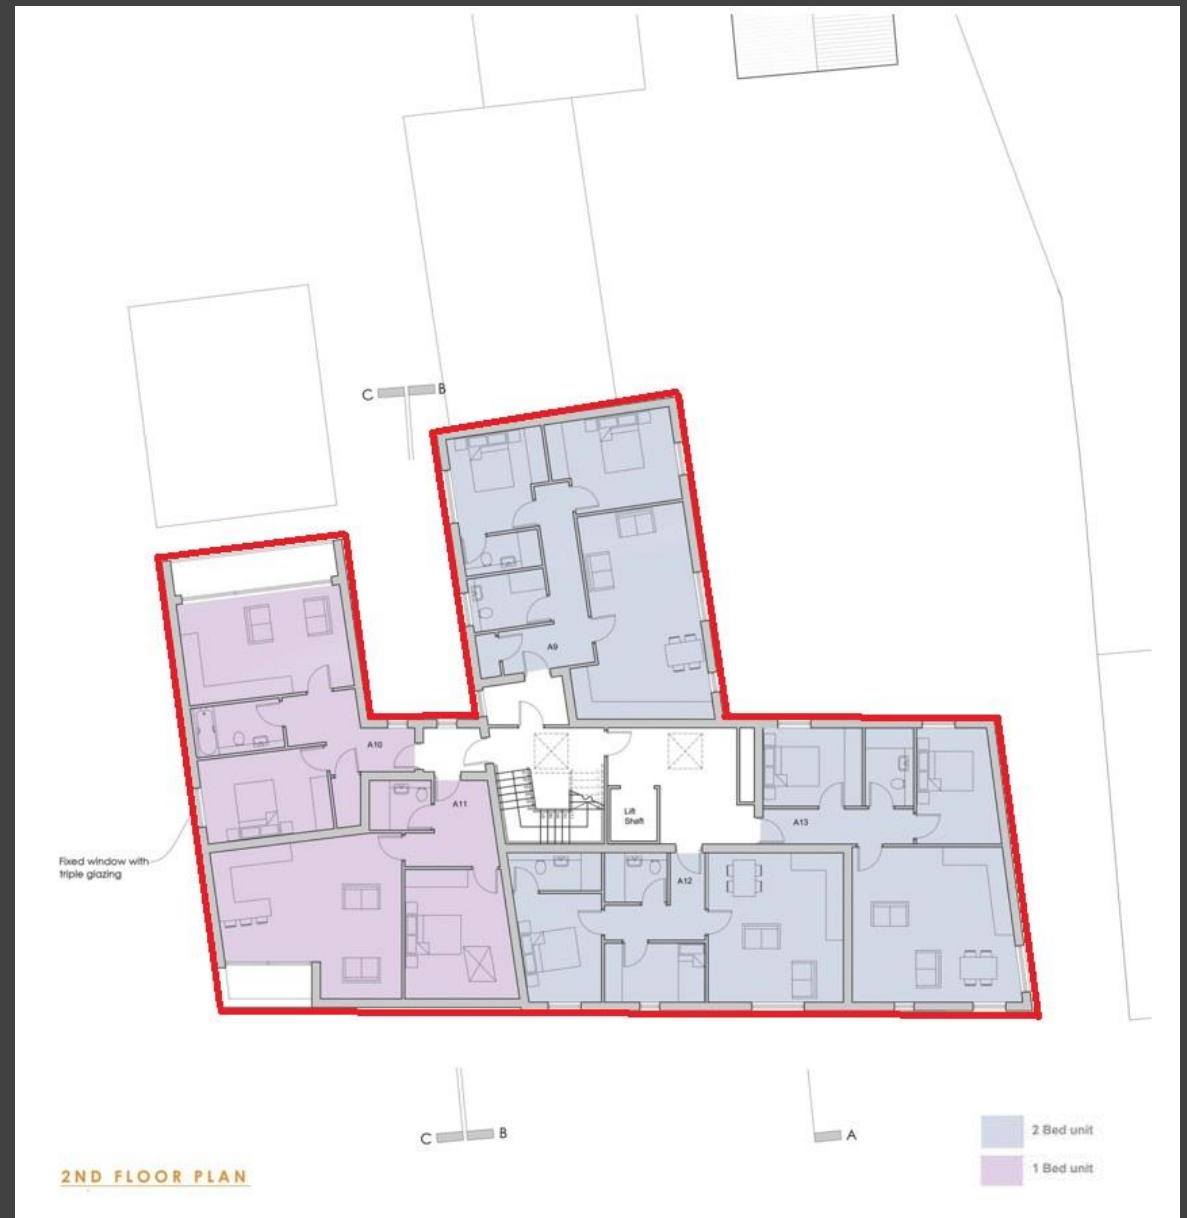 C
B
A9
A10
A11
Lift
Shaft
A13
Fixed window with
triple glazing
A12
C
B
A
2 Bed unit
1 Bed unit
2ND FLOOR PLAN